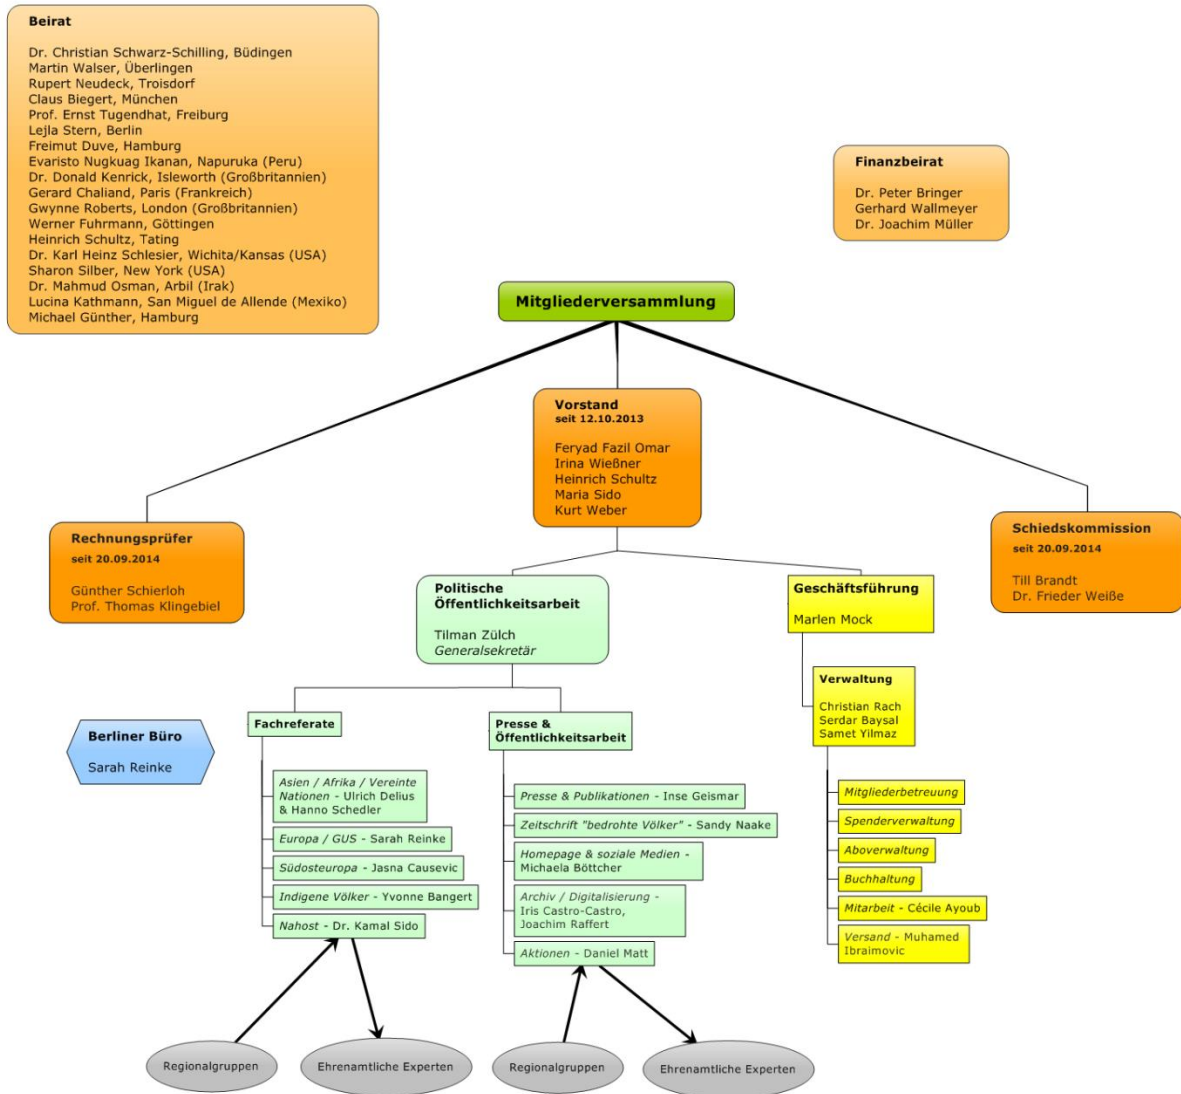 Beirat
Dr. Christian Schwarz-Schilling, Büdingen
Martin Walser, Überlingen
Rupert Neudeck, Troisdorf
Claus Biegert, München
Prof. Ernst Tugendhat, Freiburg
Lejla Stern, Berlin
Freimut Duve, Hamburg
Evaristo Nugkuag Ikanan, Napuruka (Peru)
Dr. Donald Kenrick, Isleworth (Großbritannien)
Gerard Chaliand, Paris (Frankreich)
Gwynne Roberts, London (Großbritannien)
Werner Fuhrmann, Göttingen
Heinrich Schultz, Tating
Dr. Karl Heinz Schlesier, Wichita/Kansas (USA)
Sharon Silber, New York (USA)
Dr. Mahmud Osman, Arbil (Irak)
Lucina Kathmann, San Miguel de Allende (Mexiko)
Michael Günther, Hamburg
Finanzbeirat
Dr. Peter Bringer
Gerhard Wallmeyer
Dr. Joachim Müller
Mitgliederversammlung
Vorstand
seit 12.10.2013
Feryad Fazil Omar
Irina Wießner
Heinrich Schultz
Maria Sido
Kurt Weber
Rechnungsprüfer
seit 20.09.2014
Günther Schierloh
Prof. Thomas Klingebiel
Schiedskommission
seit 20.09.2014
Till Brandt
Dr. Frieder Weiße
Politische
Öffentlichkeitsarbeit
Tilman Zülch
Generalsekretär
Geschäftsführung
Marlen Mock
Verwaltung
Christian Rach
Serdar Baysal
Samet Yilmaz
Berliner Büro
Sarah Reinke
Fachreferate
Asien / Afrika / Vereinte
Nationen - Ulrich Delius
& Hanno Schedler
Europa / GUS - Sarah Reinke
Südosteuropa - Jasna Causevic
Indigene Völker - Yvonne Bangert
Nahost - Dr. Kamal Sido
Presse &
Öffentlichkeitsarbeit
Presse & Publikationen - Inse Geismar
Zeitschrift "bedrohte Völker" - Sandy Naake
Homepage & soziale Medien -
Michaela Böttcher
Archiv / Digitalisierung -
Iris Castro-Castro,
Joachim Raffert
Aktionen - Daniel Matt
Mitgliederbetreuung
Spenderverwaltung
Aboverwaltung
Buchhaltung
Mitarbeit - Cécile Ayoub
Versand - Muhamed
Ibraimovic
Regionalgruppen
Ehrenamtliche Experten
Regionalgruppen
Ehrenamtliche Experten